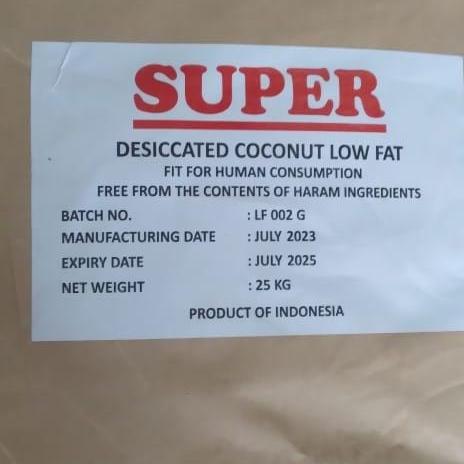 SUPER
DESICCATED COCONUT LOW FAT
FIT FOR HUMAN CONSUMPTION
FREE FROM THE CONTENTS OF HARAM INGREDIENTS
BATCH NO. : LF 002 G
MANUFACTURING DATE : JULY 2023
EXPIRY DATE : JULY 2025
NET WEIGHT : 25 KG
PRODUCT OF INDONESIA